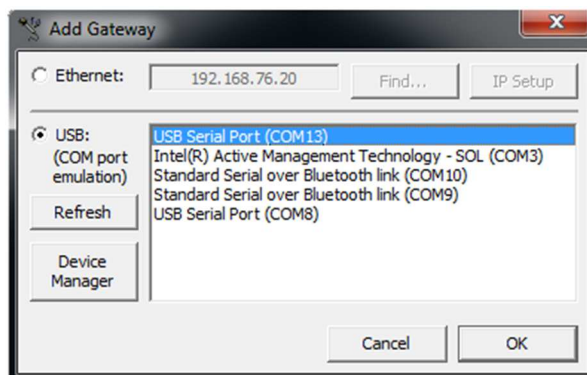 Add Gateway
Ethernet:
192.168.76.20
Find...
IP Setup
USB:
(COM port
emulation)
USB Serial Port (COM13)
Intel(R) Active Management Technology - SOL (COM3)
Standard Serial over Bluetooth link (COM10)
Standard Serial over Bluetooth link (COM9)
USB Serial Port (COM8)
Refresh
Device
Manager
Cancel
OK